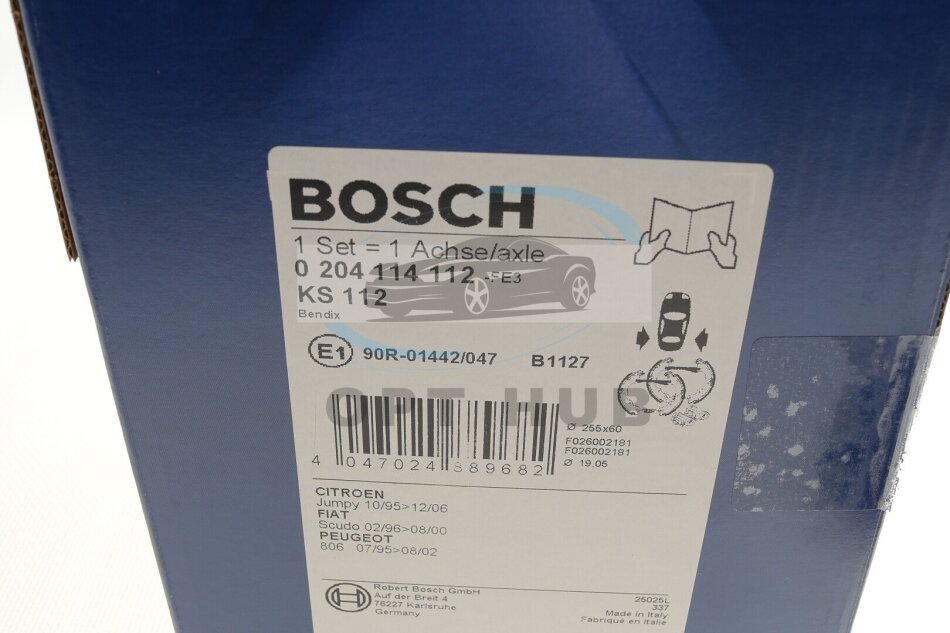 BOSCH
1 Set = 1 Achse/axle
0 204 114 112 -FE3
KS 112
Bendix
E1 90R-01442/047 B1127
OPT HUB
Ø 255x60
F026002181
F026002181
Ø 19.05
4 047024 889682
CITROEN
Jumpy 10/95>12/06
FIAT
Scudo 02/96>08/00
PEUGEOT
806 07/95>08/02
Robert Bosch GmbH
Auf der Breit 4
76227 Karlsruhe
Germany
25025L
337
Made in Italy
Fabriqué en Italie